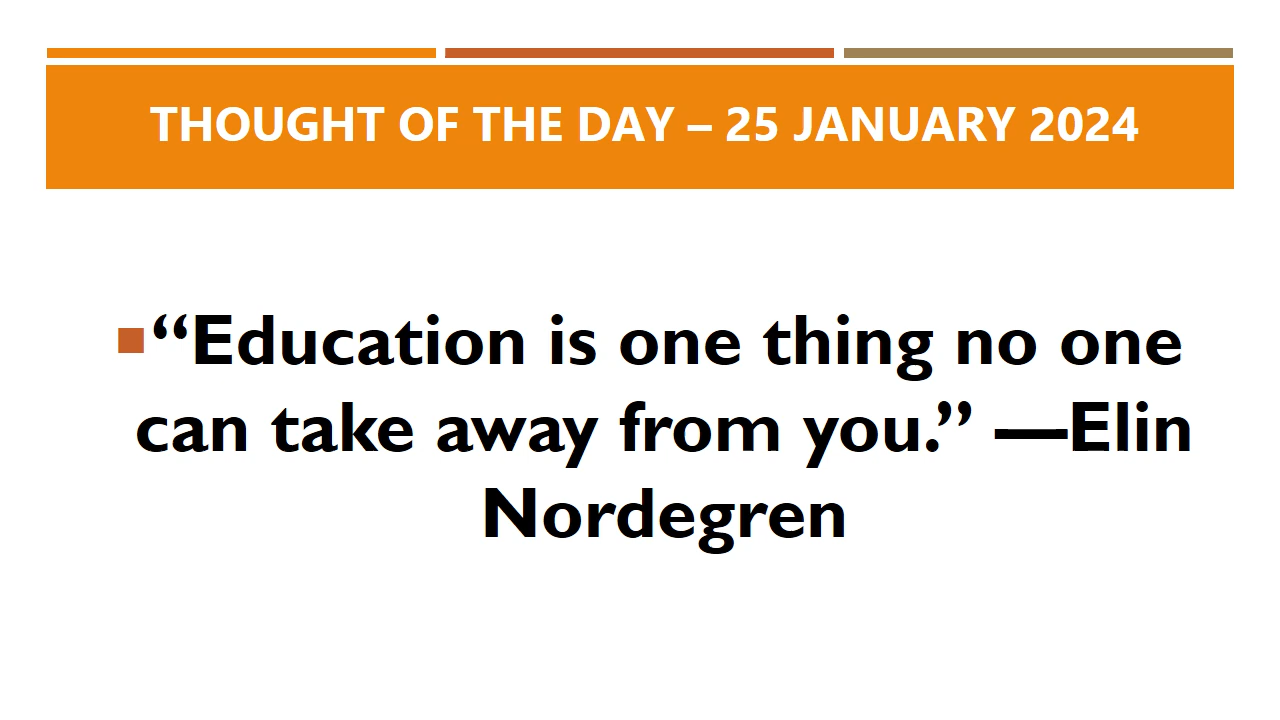 THOUGHT OF THE DAY – 25 JANUARY 2024
“Education is one thing no one
can take away from you.” —Elin
Nordegren